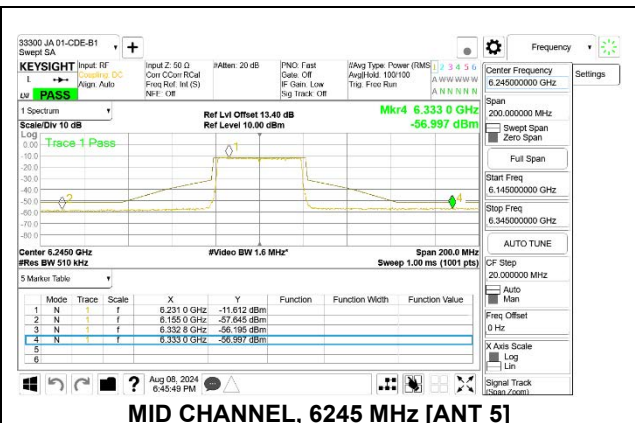 33300 JA 01-CDE-B1
Swept SA
Frequency
KEYSIGHT
L
PASS
Input: RF
Coupling: DC
Align: Auto
Input Z: 50 Ω
Corr CCorr RCal
Freq Ref: Int (S)
NFE: Off
#Atten: 20 dB
PNO: Fast
Gate: Off
IF Gain: Low
Sig Track: Off
#Avg Type: Power (RMS
Avg|Hold: 100/100
Trig: Free Run
1 2 3 4 5 6
A W W W W W
A N N N N N
1 Spectrum
Scale/Div 10 dB
Ref Lvl Offset 13.40 dB
Ref Level 10.00 dBm
Mkr4 6.333 0 GHz
-56.997 dBm
Log
Trace 1 Pass
0.00
-10.0
-20.0
-30.0
-40.0
-50.0
-60.0
-70.0
-80.0
1
2
4
Center 6.2450 GHz
#Res BW 510 kHz
#Video BW 1.6 MHz*
Span 200.0 MHz
Sweep 1.00 ms (1001 pts)
5 Marker Table
Mode Trace Scale X Y Function Function Width Function Value
1 N 1 f 6.231 0 GHz -11.612 dBm
2 N 1 f 6.155 0 GHz -57.645 dBm
3 N 1 f 6.332 8 GHz -56.195 dBm
4 N 1 f 6.333 0 GHz -56.997 dBm
5
6
Aug 08, 2024
6:45:49 PM
Center Frequency
6.245000000 GHz
Settings
Span
200.000000 MHz
Swept Span
Zero Span
Full Span
Start Freq
6.145000000 GHz
Stop Freq
6.345000000 GHz
AUTO TUNE
CF Step
20.000000 MHz
Auto
Man
Freq Offset
0 Hz
X Axis Scale
Log
Lin
Signal Track
(Span Zoom)
MID CHANNEL, 6245 MHz [ANT 5]